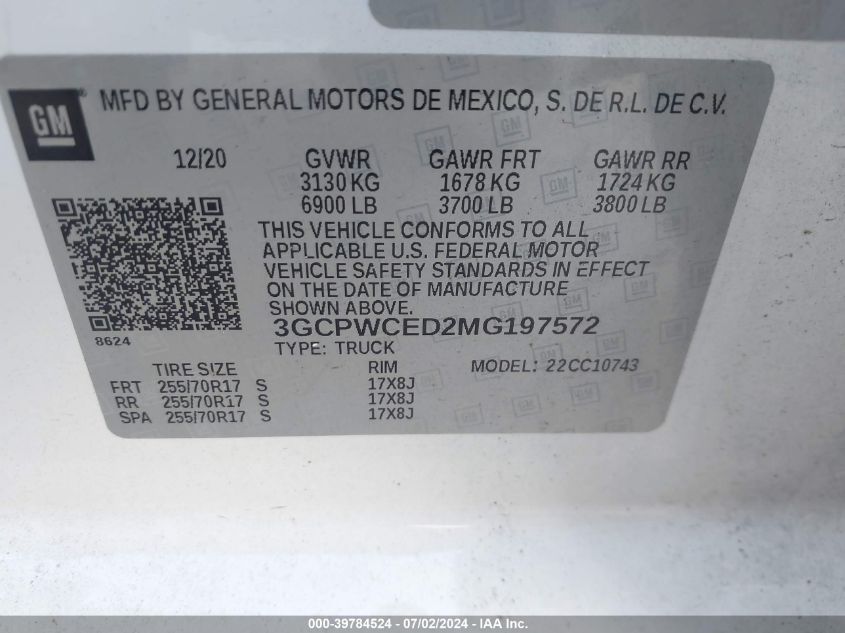 GM
MFD BY GENERAL MOTORS DE MEXICO, S. DE R.L. DE C.V.
12/20 GVWR GAWR FRT GAWR RR
3130 KG 1678 KG 1724 KG
6900 LB 3700 LB 3800 LB
THIS VEHICLE CONFORMS TO ALL
APPLICABLE U.S. FEDERAL MOTOR
VEHICLE SAFETY STANDARDS IN EFFECT
ON THE DATE OF MANUFACTURE
SHOWN ABOVE.
3GCPWCED2MG197572
8624
TYPE: TRUCK MODEL: 22CC10743
TIRE SIZE RIM
FRT 255/70R17 S 17X8J
RR 255/70R17 S 17X8J
SPA 255/70R17 S 17X8J
000-39784524 - 07/02/2024 - IAA Inc.